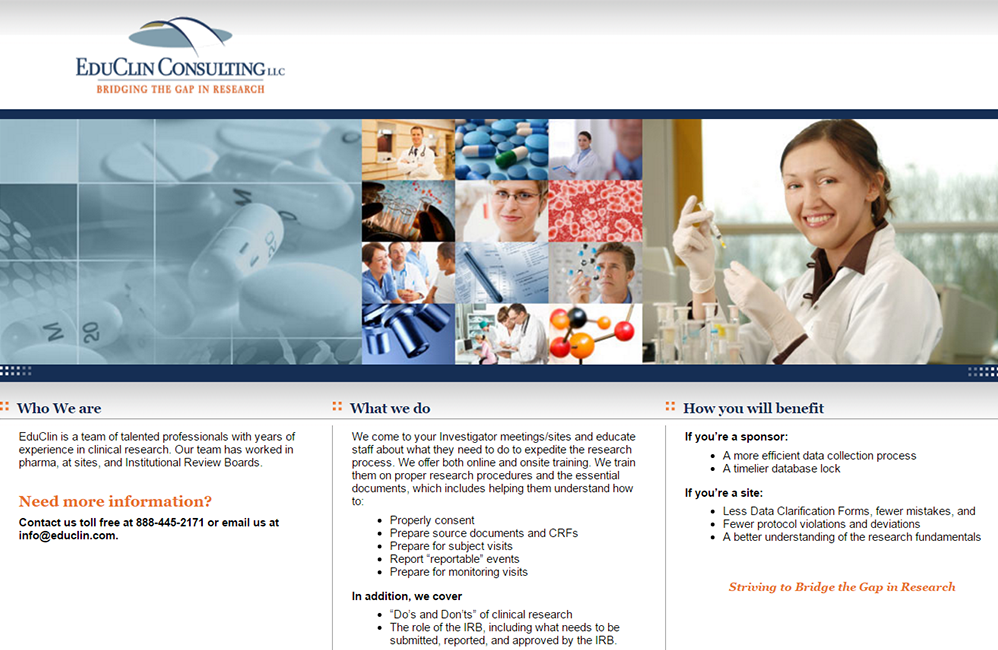 EDUCLIN CONSULTING LLC
BRIDGING THE GAP IN RESEARCH
M
20
M
20
Who We are
EduClin is a team of talented professionals with years of
experience in clinical research. Our team has worked in
pharma, at sites, and Institutional Review Boards.
Need more information?
Contact us toll free at 888-445-2171 or email us at
info@educlin.com.
What we do
We come to your Investigator meetings/sites and educate
staff about what they need to do to expedite the research
process. We offer both online and onsite training. We train
them on proper research procedures and the essential
documents, which includes helping them understand how
to:
• Properly consent
• Prepare source documents and CRFs
• Prepare for subject visits
• Report “reportable” events
• Prepare for monitoring visits
In addition, we cover
• “Do’s and Don’ts” of clinical research
• The role of the IRB, including what needs to be
submitted, reported, and approved by the IRB.
How you will benefit
If you’re a sponsor:
• A more efficient data collection process
• A timelier database lock
If you’re a site:
• Less Data Clarification Forms, fewer mistakes, and
• Fewer protocol violations and deviations
• A better understanding of the research fundamentals
Striving to Bridge the Gap in Research